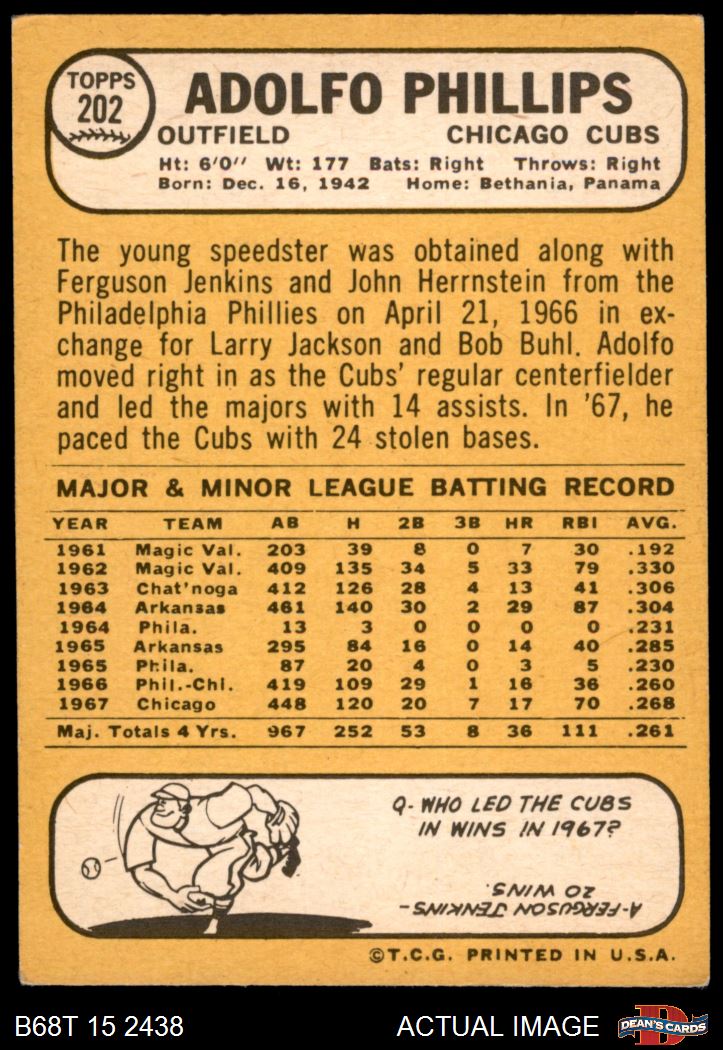 TOPPS
202
ADOLFO PHILLIPS
OUTFIELD CHICAGO CUBS
Ht: 6'0" Wt: 177 Bats: Right Throws: Right
Born: Dec. 16, 1942 Home: Bethania, Panama
The young speedster was obtained along with
Ferguson Jenkins and John Herrnstein from the
Philadelphia Phillies on April 21, 1966 in ex-
change for Larry Jackson and Bob Buhl. Adolfo
moved right in as the Cubs' regular centerfielder
and led the majors with 14 assists. In '67, he
paced the Cubs with 24 stolen bases.
MAJOR & MINOR LEAGUE BATTING RECORD
YEAR TEAM AB H 2B 3B HR RBI AVG.
1961 Magic Val. 203 39 8 0 7 30 .192
1962 Magic Val. 409 135 34 5 33 79 .330
1963 Chat'noga 412 126 28 4 13 41 .306
1964 Arkansas 461 140 30 2 29 87 .304
1964 Phila. 13 3 0 0 0 0 .231
1965 Arkansas 295 84 16 0 14 40 .285
1965 Phila. 87 20 4 0 3 5 .230
1966 Phil.-Chi. 419 109 29 1 16 36 .260
1967 Chicago 448 120 20 7 17 70 .268
Maj. Totals 4 Yrs. 967 252 53 8 36 111 .261
Q- WHO LED THE CUBS
IN WINS IN 1967?
A-FERGUSON JENKINS-
20 WINS.
©T.C.G. PRINTED IN U.S.A.
B68T 15 2438 ACTUAL IMAGE
DEAN'S CARDS